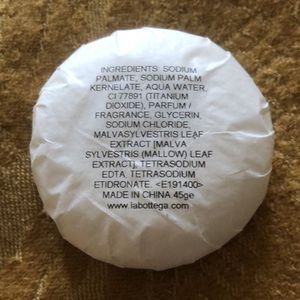 INGREDIENTS: SODIUM
PALMATE, SODIUM PALM
KERNELATE, AQUA WATER,
CI 77891 (TITANIUM
DIOXIDE), PARFUM /
FRAGRANCE, GLYCERIN,
SODIUM CHLORIDE,
MALVASYLVESTRIS LEAF
EXTRACT [MALVA
SYLVESTRIS (MALLOW) LEAF
EXTRACT], TETRASODIUM
EDTA, TETRASODIUM
ETIDRONATE. <E191400>
MADE IN CHINA 45ge
www.labottega.com